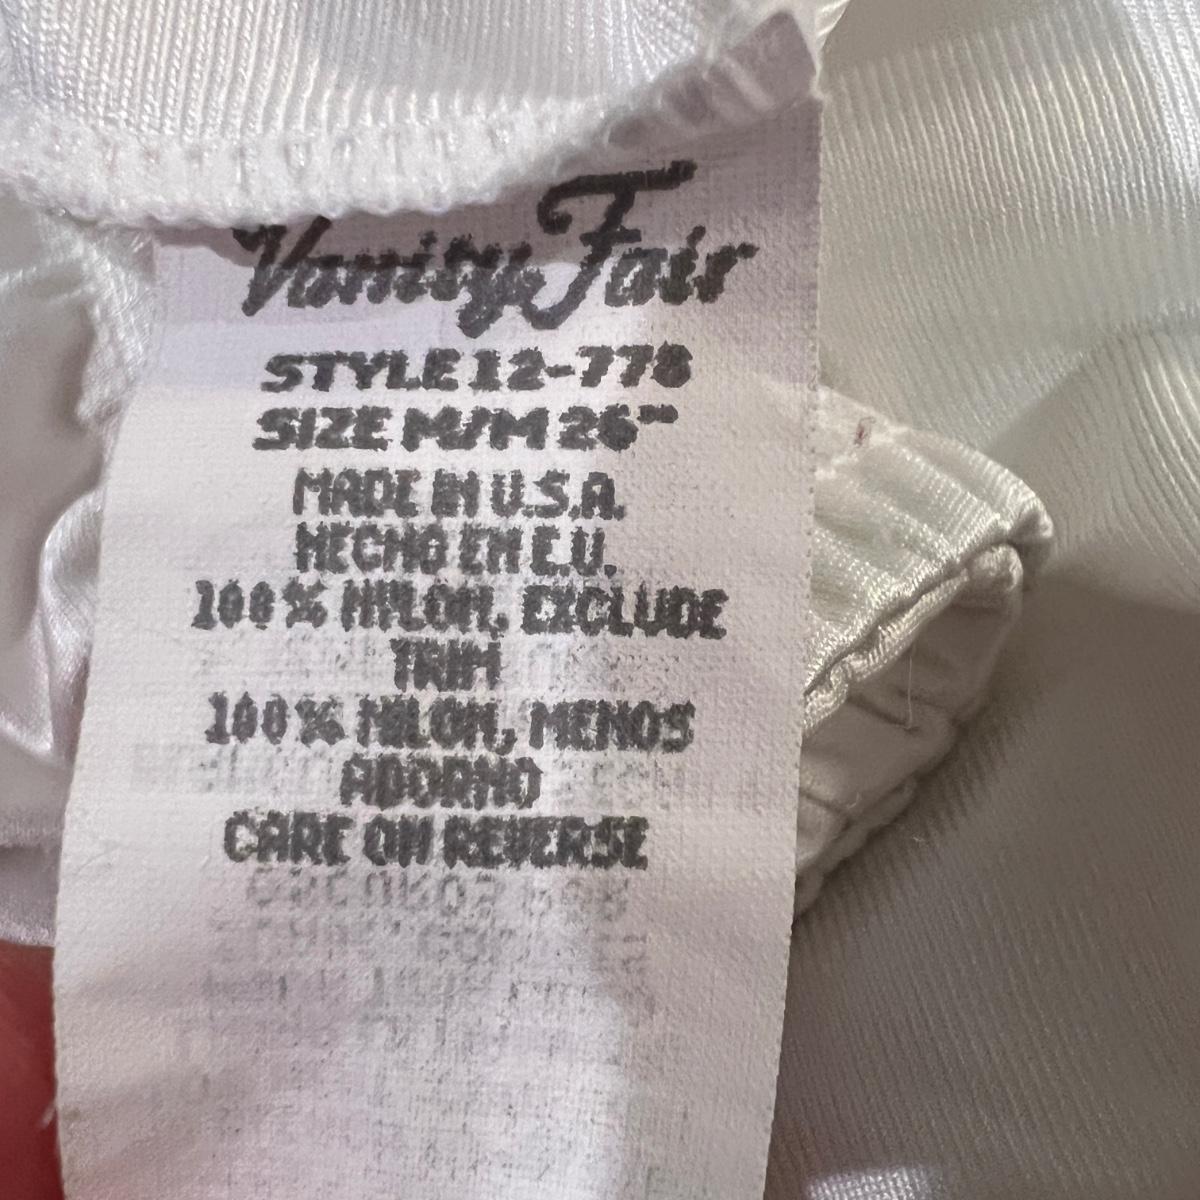 Vanity Fair
STYLE 12-778
SIZE M/M 26"
MADE IN U.S.A.
HECHO EN E.U.
100% NYLON, EXCLUDE
TRIM
100% NILON, MENOS
ADORNO
CARE ON REVERSE